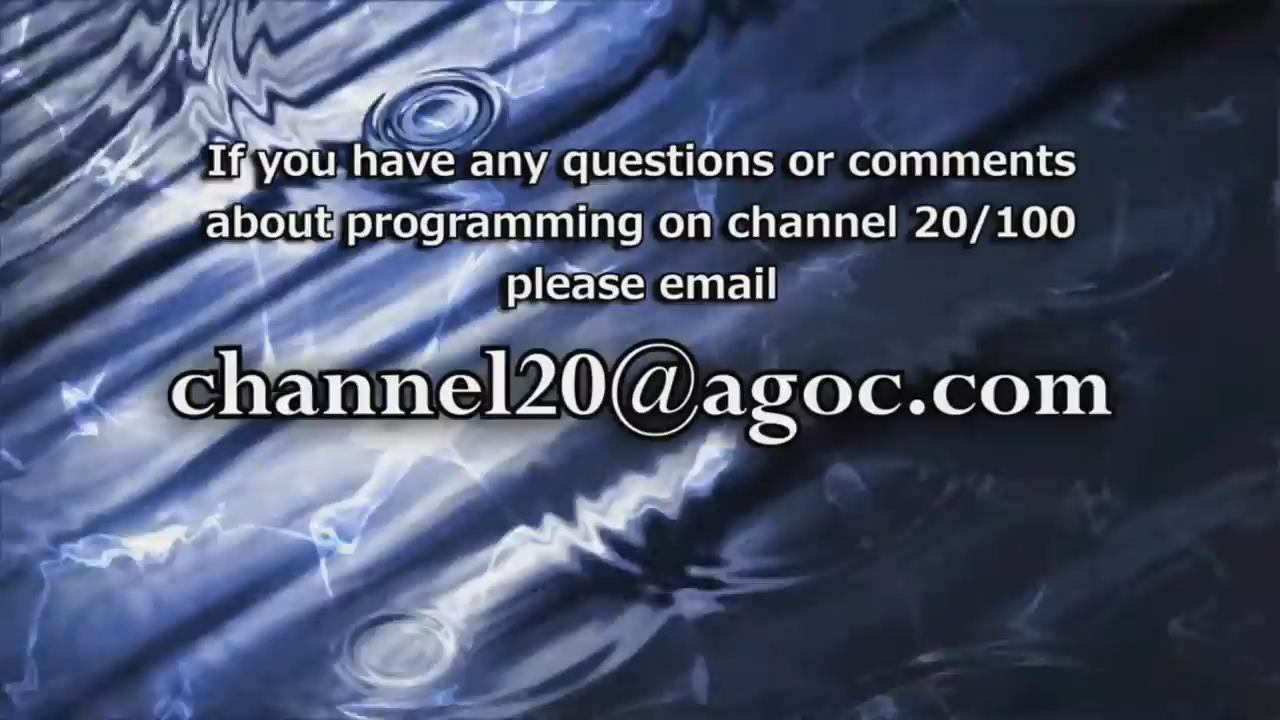 If you have any questions or comments
about programming on channel 20/100
please email
channel20@agoc.com